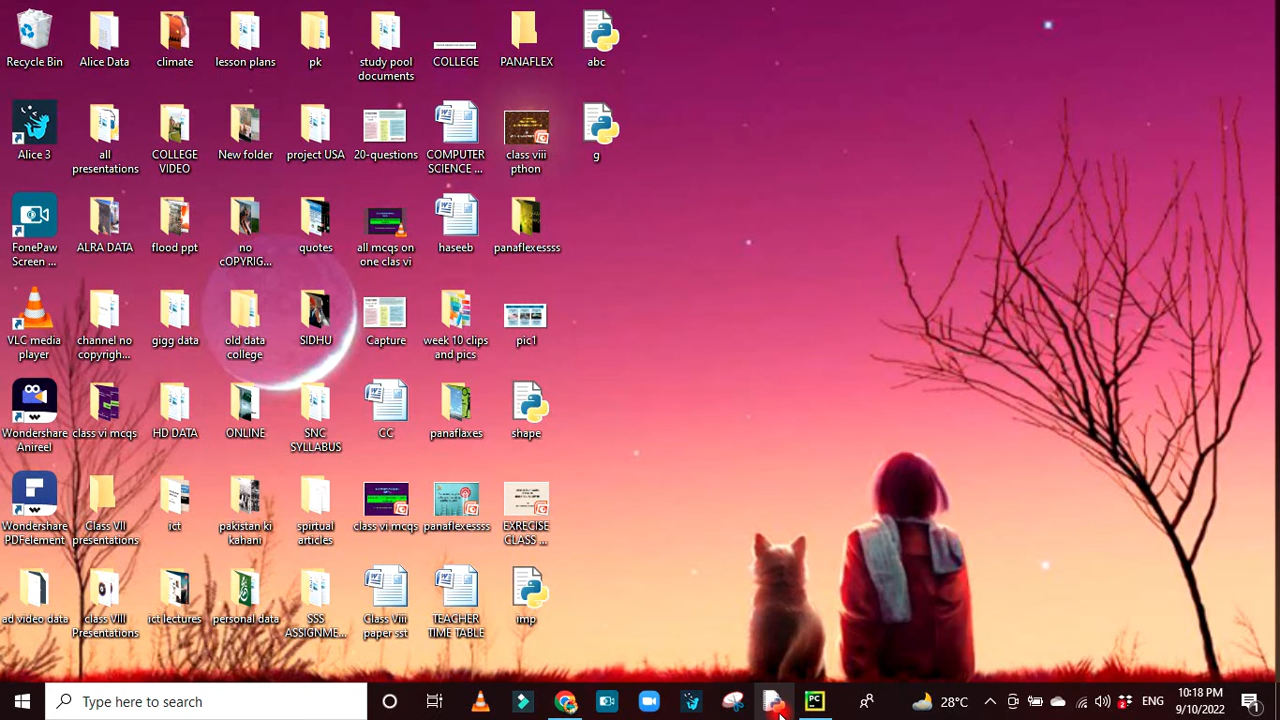 Recycle Bin
Alice Data
climate
lesson plans
pk
study pool
documents
COLLEGE
PANAFLEX
abc
Alice 3
all
presentations
COLLEGE
VIDEO
New folder
project USA
20-questions
COMPUTER
SCIENCE ...
class viii
pthon
g
FonePaw
Screen ...
ALRA DATA
flood ppt
no
cOPYRIG...
quotes
all mcqs on
one clas vi
haseeb
panaflexessss
VLC media
player
channel no
copyrigh...
gigg data
old data
college
SIDHU
Capture
week 10 clips
and pics
pic1
Wondershare
Anireel
class vi mcqs
HD DATA
ONLINE
SNC
SYLLABUS
CC
panaflaxes
shape
Wondershare
PDFelement
Class VII
presentations
ict
pakistan ki
kahani
spirtual
articles
class vi mcqs
panaflexessss
EXRECISE
CLASS ...
ad video data
class VIII
Presentations
ict lectures
personal data
SSS
ASSIGNME...
Class Viii
paper sst
TEACHER
TIME TABLE
imp
Type here to search
PC
28°C
ENG
10:18 PM
9/10/2022
1